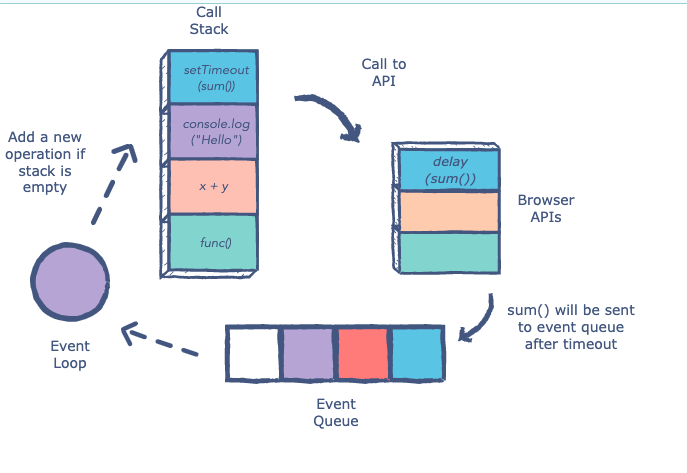 Call
Stack
setTimeout
(sum())
console.log
("Hello")
x + y
func()
Call to
API
delay
(sum())
Browser
APIs
Add a new
operation if
stack is
empty
Event
Loop
sum() will be sent
to event queue
after timeout
Event
Queue